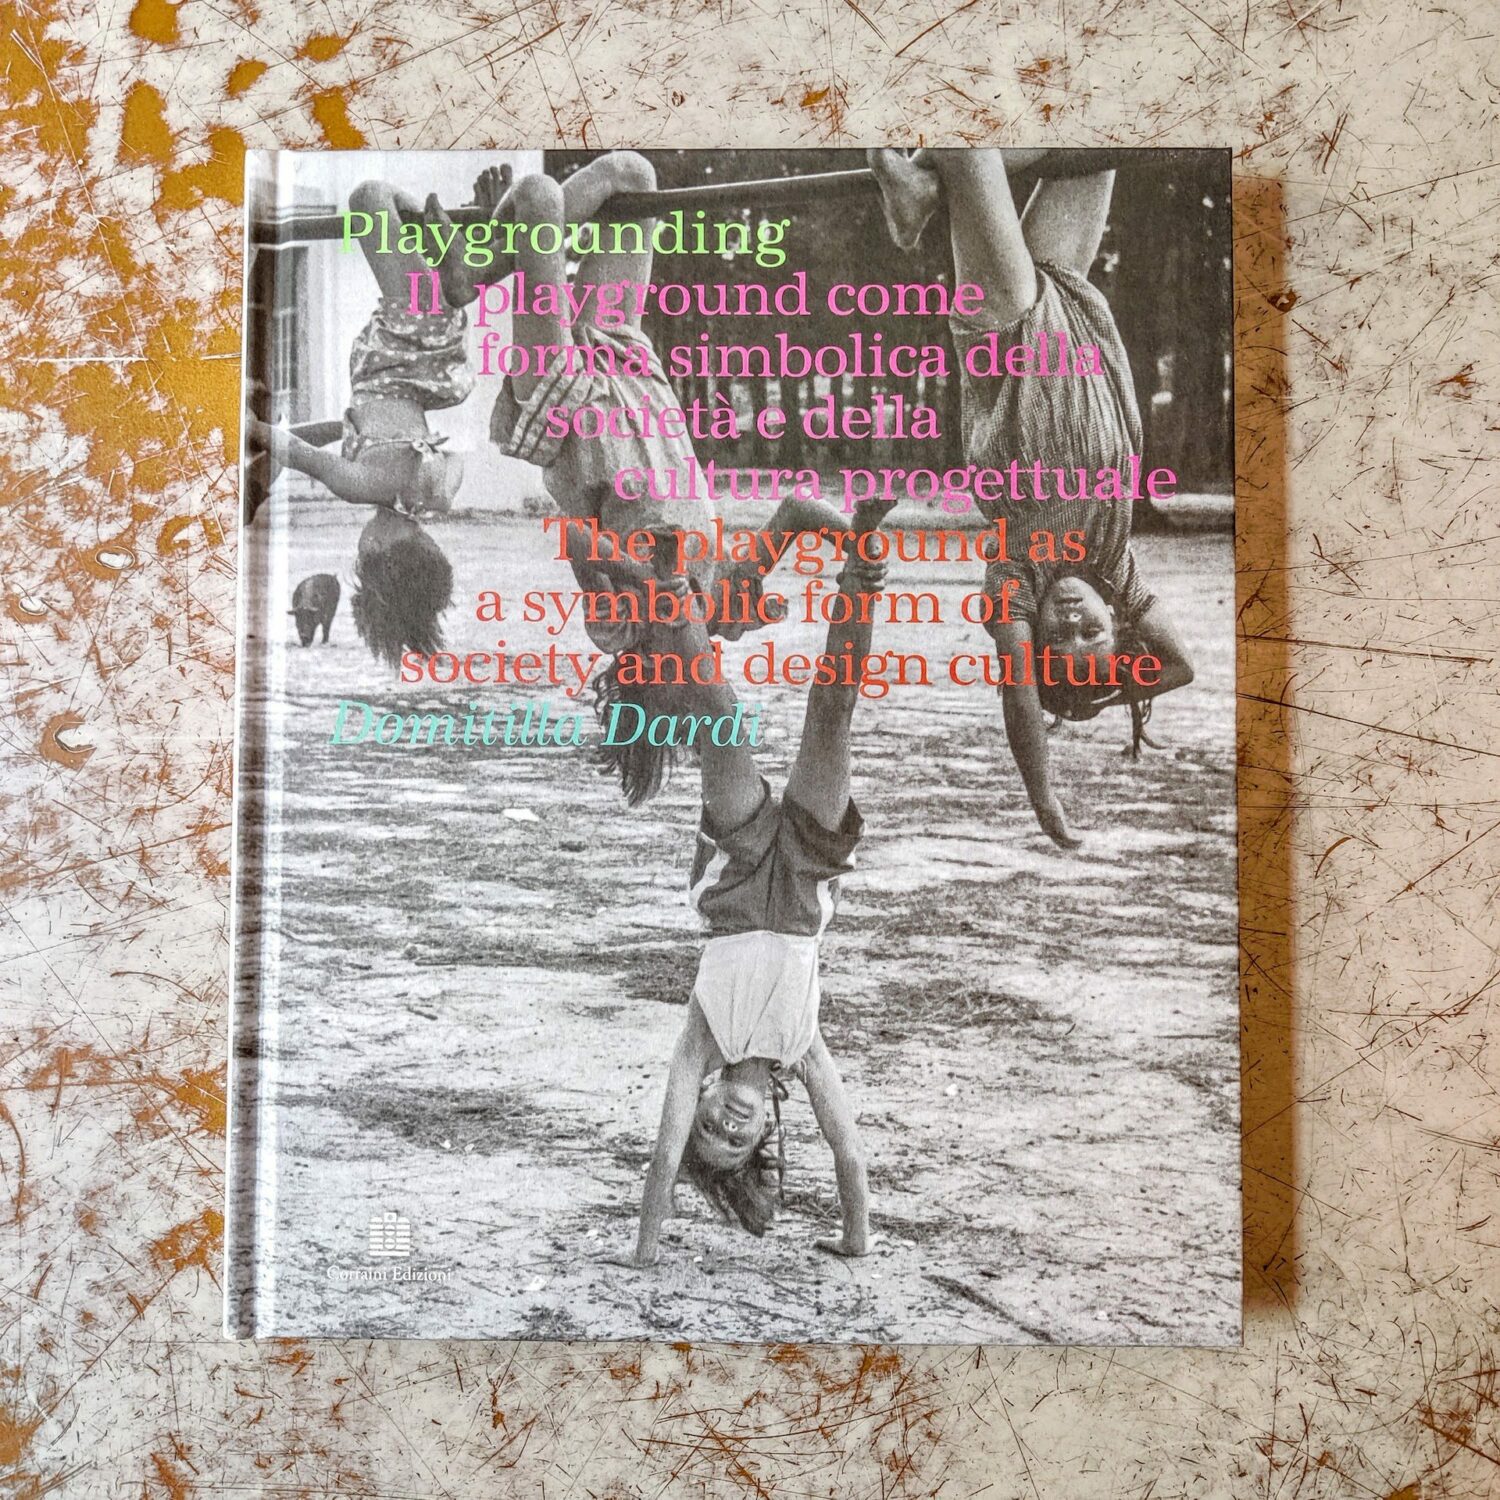 Playgrounding
Il playground come
forma simbolica della
società e della
cultura progettuale
The playground as
a symbolic form of
society and design culture
Domitilla Dardi
Corraini Edizioni